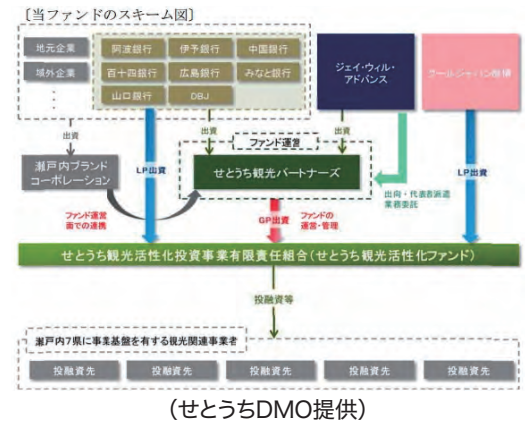 〔当ファンドのスキーム図〕
地元企業
域外企業
阿波銀行
伊予銀行
中国銀行
百十四銀行
広島銀行
みなと銀行
山口銀行
DBJ
ジェイ・ウィル・
アドバンス
クールジャパン機構
出資
出資
出資
ファンド運営
瀬戸内ブランド
コーポレーション
LP出資
せとうち観光パートナーズ
出向・代表者派遣
業務委託
LP出資
ファンド運営
面での連携
GP出資
ファンドの
運営・管理
せとうち観光活性化投資事業有限責任組合(せとうち観光活性化ファンド)
投融資等
瀬戸内7県に事業基盤を有する観光関連事業者
投融資先
投融資先
投融資先
投融資先
投融資先
(せとうちDMO提供)